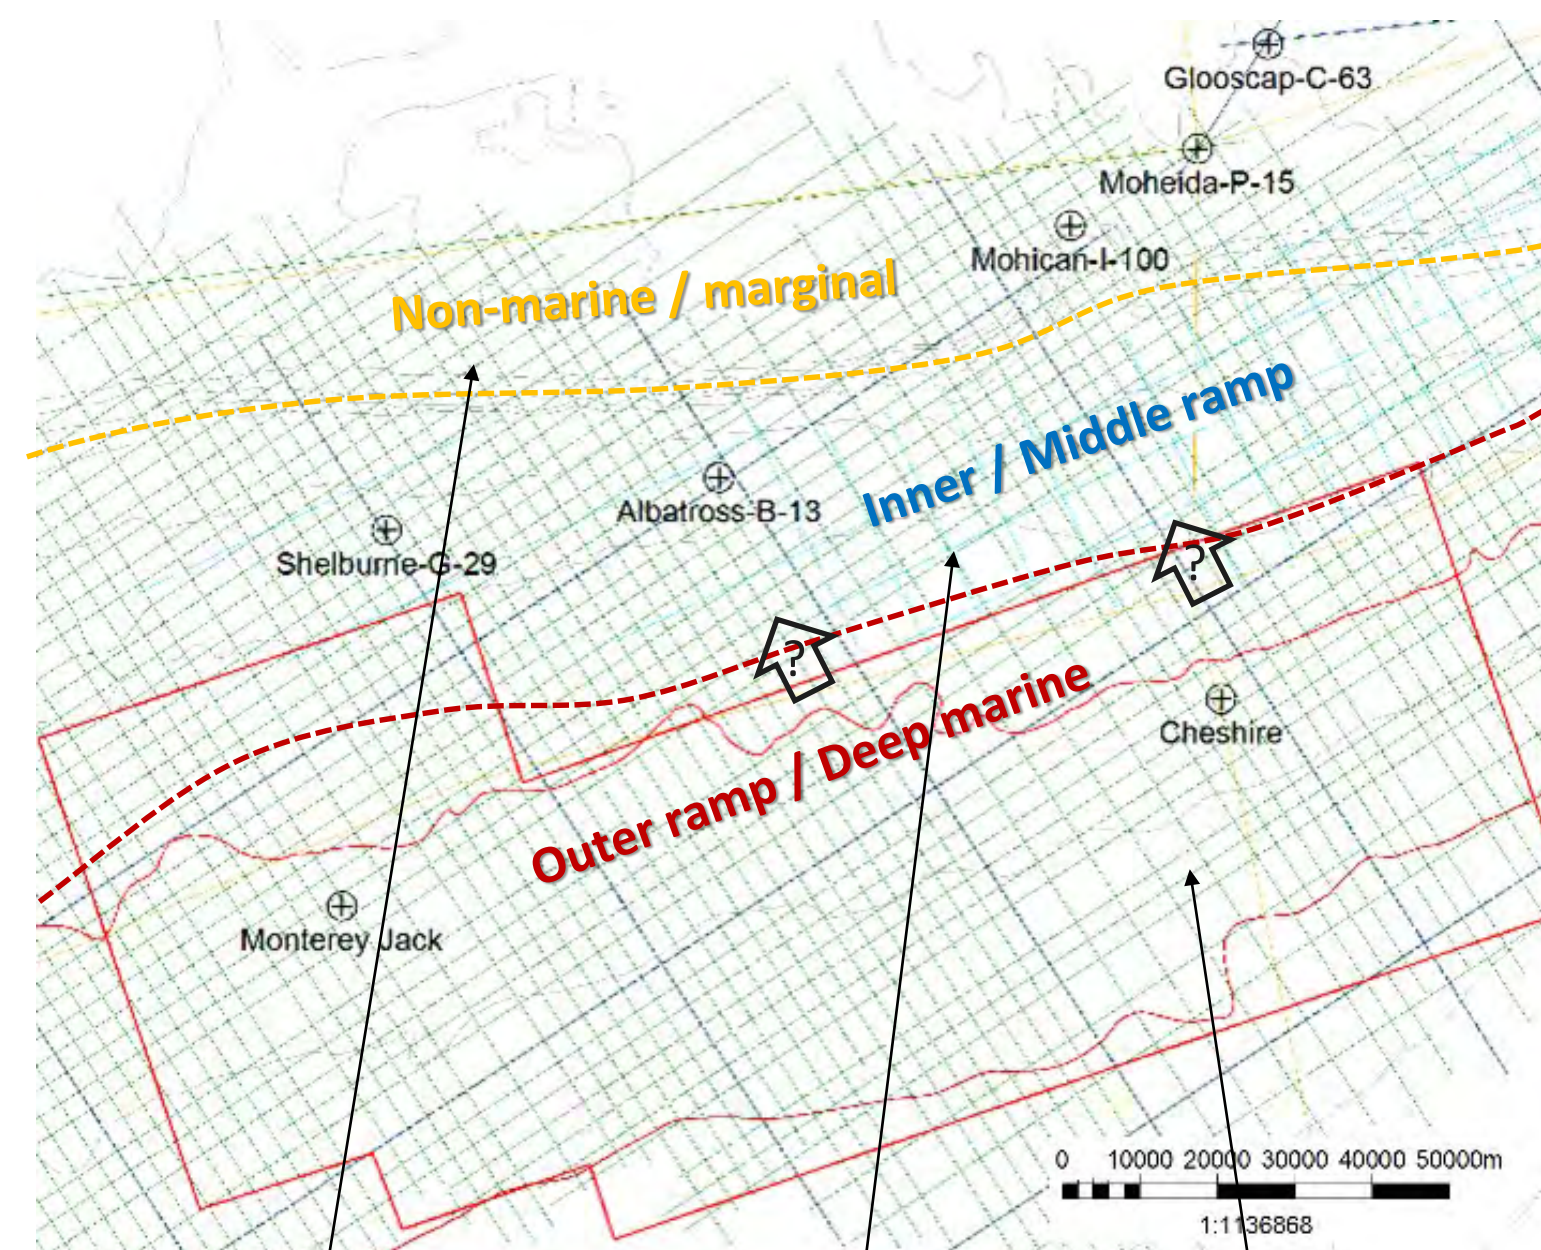 Glooscap-C-63
Moheida-P-15
Mohican-I-100
Non-marine / marginal
Inner / Middle ramp
Albatross-B-13
Shelburne-G-29
?
?
Outer ramp / Deep marine
Cheshire
Monterey Jack
0 10000 20000 30000 40000 50000m
1:1136868